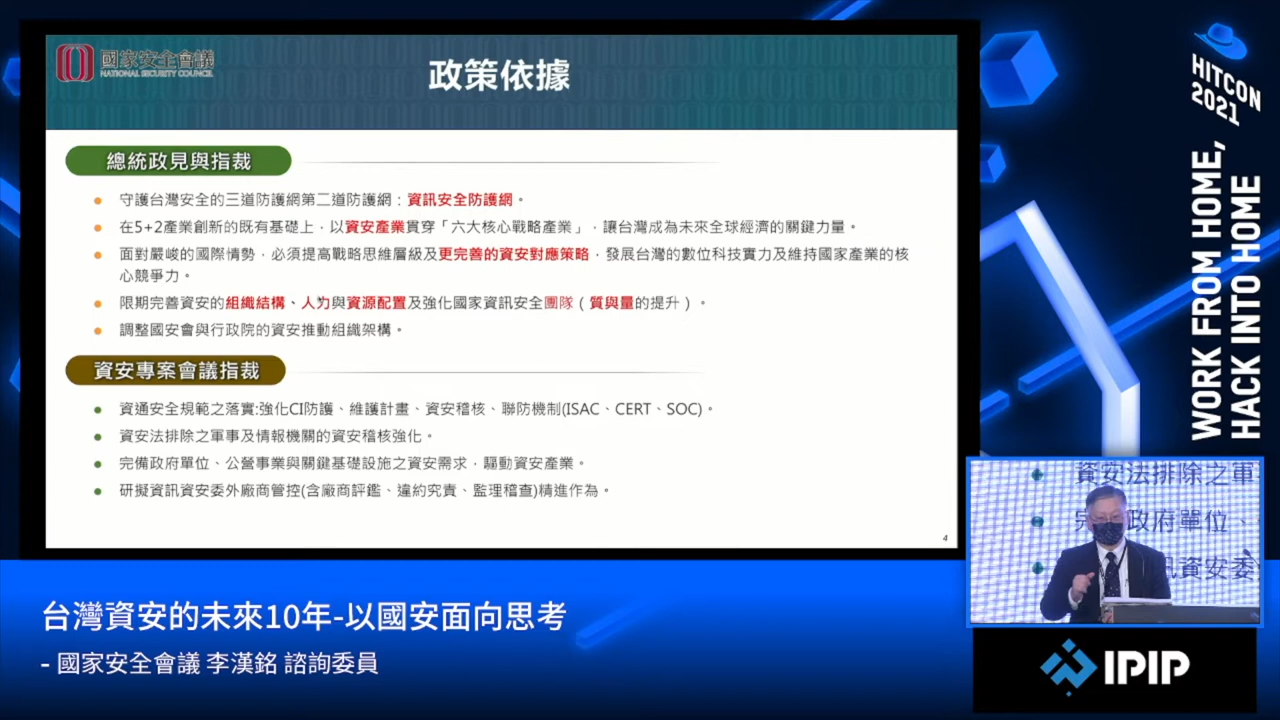 國家安全會議
NATIONAL SECURITY COUNCIL
政策依據
總統政見與指裁
守護台灣安全的三道防護網第二道防護網：資訊安全防護網。
在5+2產業創新的既有基礎上，以資安產業貫穿「六大核心戰略產業」，讓台灣成為未來全球經濟的關鍵力量。
面對嚴峻的國際情勢，必須提高戰略思維層級及更完善的資安對應策略，發展台灣的數位科技實力及維持國家產業的核
心競爭力。
限期完善資安的組織結構、人力與資源配置及強化國家資訊安全團隊（質與量的提升）。
調整國安會與行政院的資安推動組織架構。
資安專案會議指裁
資通安全規範之落實:強化CI防護、維護計畫、資安稽核、聯防機制(ISAC、CERT、SOC)。
資安法排除之軍事及情報機關的資安稽核強化。
完備政府單位、公營事業與關鍵基礎設施之資安需求，驅動資安產業。
研擬資訊資安委外廠商管控(含廠商評鑑、違約究責、監理稽查)精進作為。
4
HITCON
2021
WORK FROM HOME,
HACK INTO HOME
資安法排除之軍
政府單位、
訊資安委
台灣資安的未來10年-以國安面向思考
- 國家安全會議 李漢銘 諮詢委員
IPIP